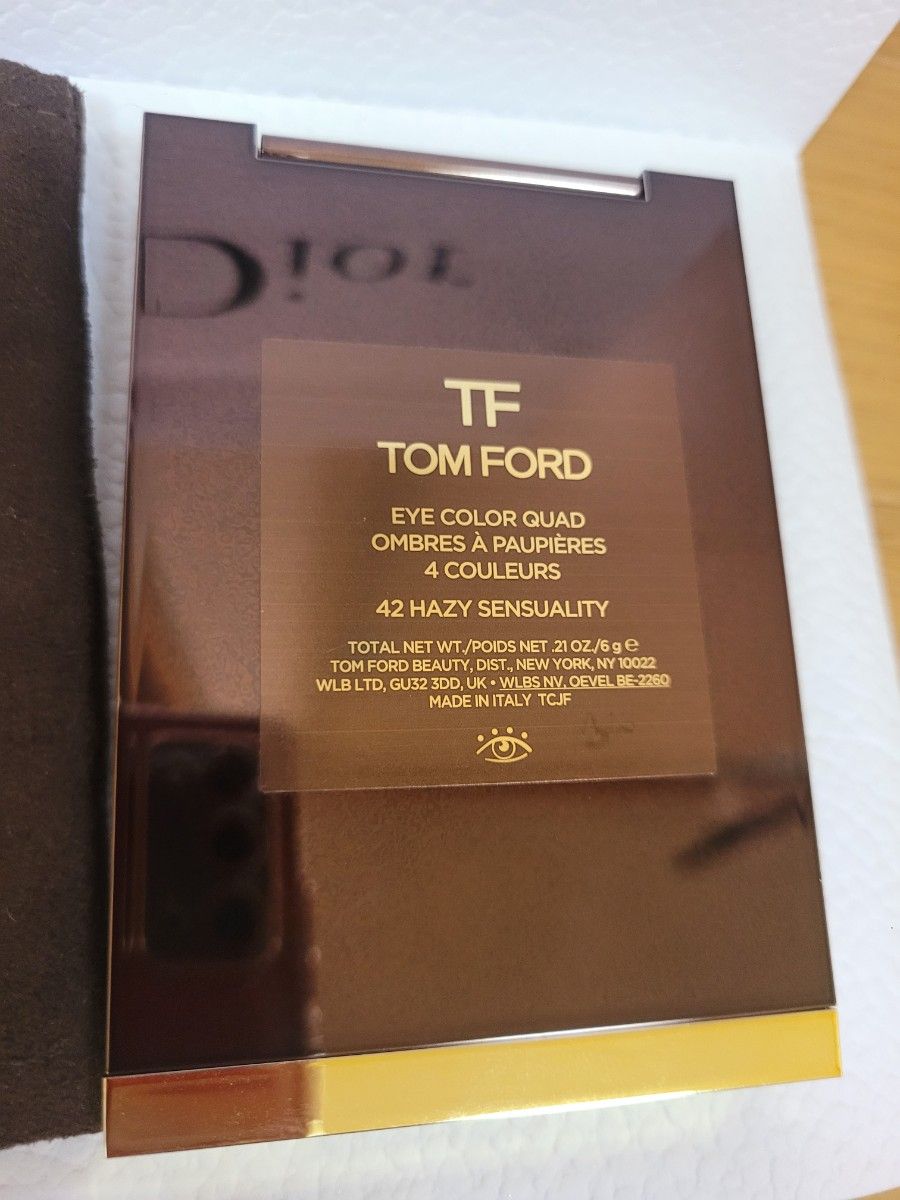 Dior
TF
TOM FORD
EYE COLOR QUAD
OMBRES À PAUPIÈRES
4 COULEURS
42 HAZY SENSUALITY
TOTAL NET WT./POIDS NET .21 OZ./6 g ℮
TOM FORD BEAUTY, DIST., NEW YORK, NY 10022
WLB LTD, GU32 3DD, UK • WLBS NV, OEVEL BE-2260
MADE IN ITALY TCJF